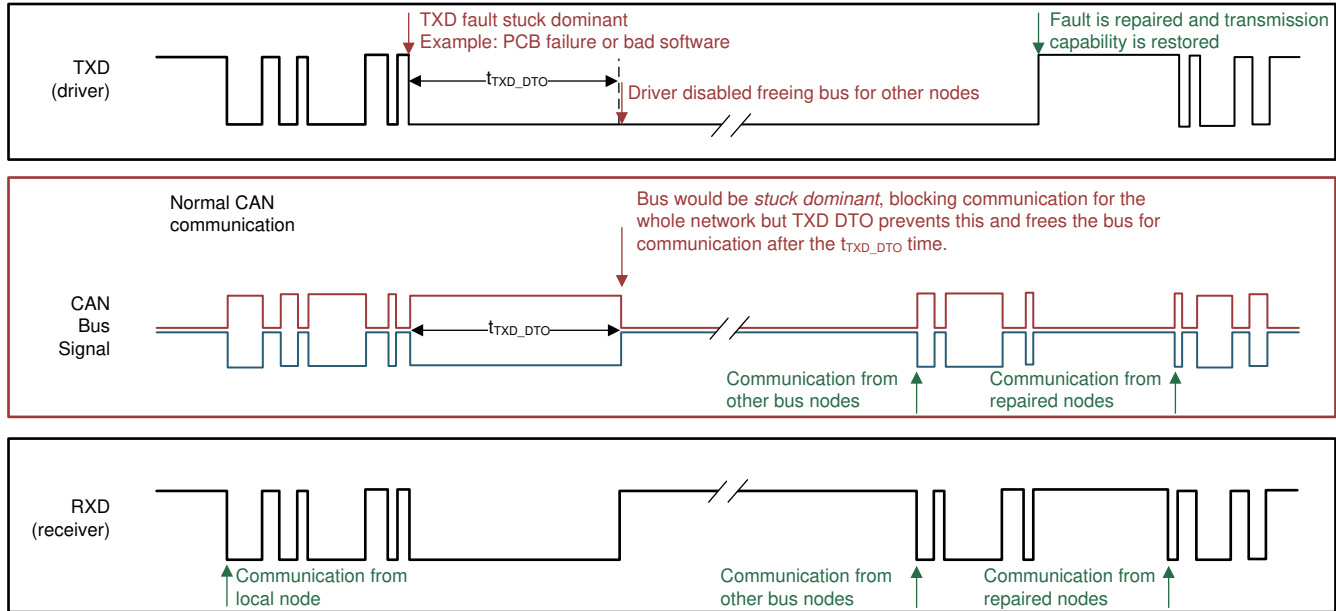 TXD fault stuck dominant
Example: PCB failure or bad software
Fault is repaired and transmission
capability is restored
TXD
(driver)
tTXD_DTO
Driver disabled freeing bus for other nodes
Normal CAN
communication
Bus would be stuck dominant, blocking communication for the
whole network but TXD DTO prevents this and frees the bus for
communication after the tTXD_DTO time.
CAN
Bus
Signal
tTXD_DTO
Communication from
other bus nodes
Communication from
repaired nodes
RXD
(receiver)
Communication from
local node
Communication from
other bus nodes
Communication from
repaired nodes